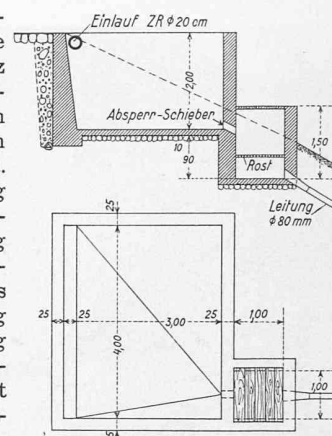 Einlauf ZR ϕ 20 cm
2,00
Absperr-Schieber
1,50
10
90
Rost
Leitung
ϕ 80 mm
25
25 25 3,00 25 1,00
4,00
1,00